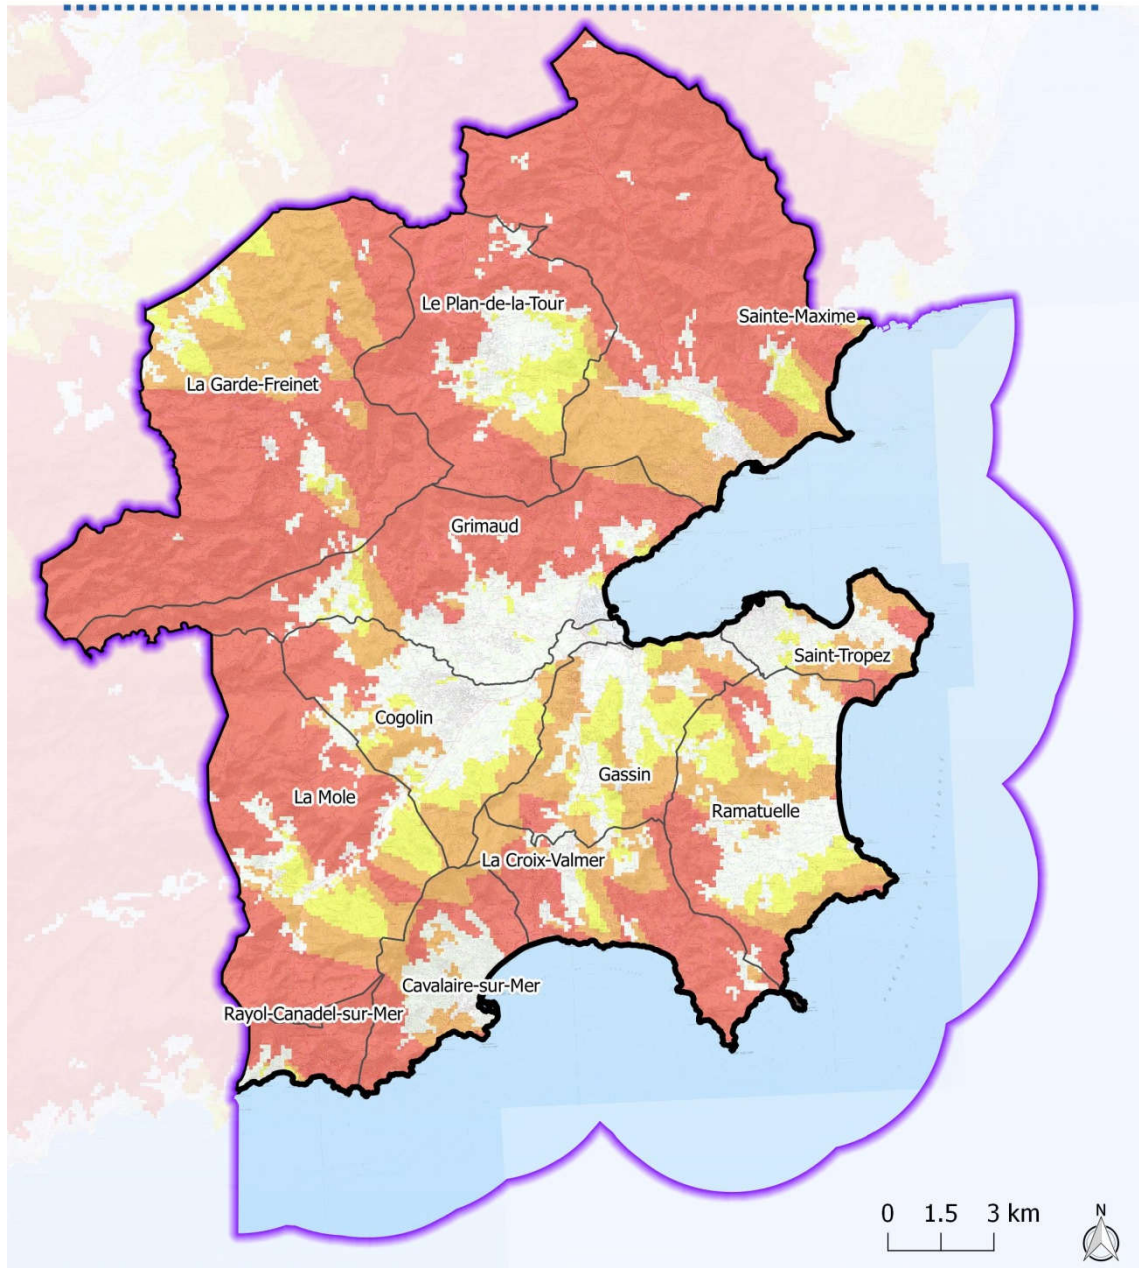 Le Plan-de-la-Tour
Sainte-Maxime
La Garde-Freinet
Grimaud
Saint-Tropez
Cogolin
Gassin
La Mole
Ramatuelle
La Croix-Valmer
Cavalaire-sur-Mer
Rayol-Canadel-sur-Mer
0 1.5 3 km
N